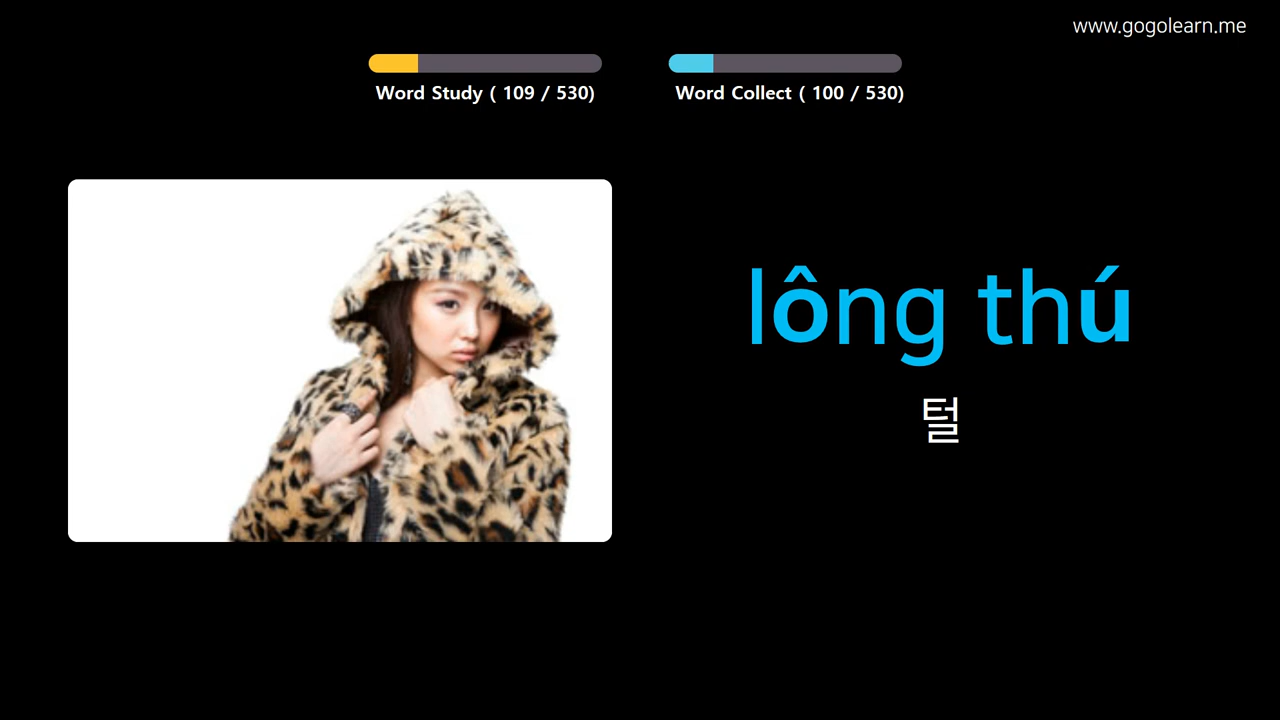 www.gogolearn.me
Word Study ( 109 / 530)
Word Collect ( 100 / 530)
lông thú
털